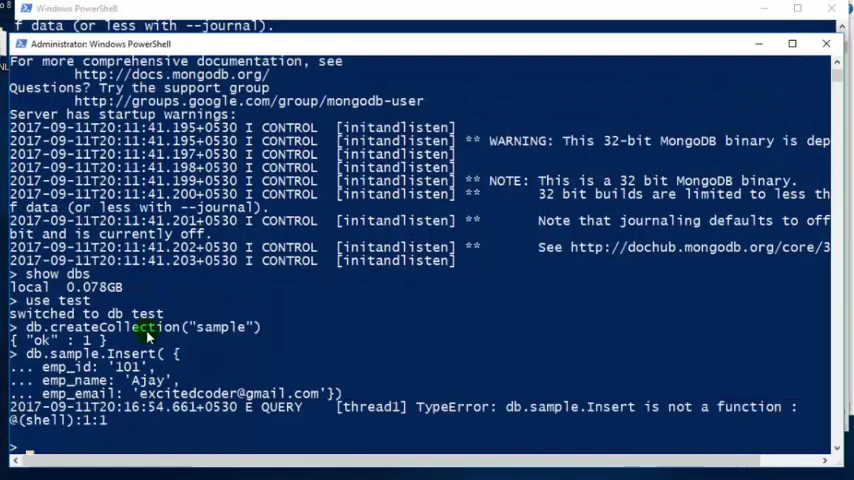 Windows PowerShell
f data (or less with --journal).
Administrator: Windows PowerShell
For more comprehensive documentation, see
http://docs.mongodb.org/
Questions? Try the support group
http://groups.google.com/group/mongodb-user
Server has startup warnings:
2017-09-11T20:11:41.195+0530 I CONTROL [initandlisten]
2017-09-11T20:11:41.195+0530 I CONTROL [initandlisten] ** WARNING: This 32-bit MongoDB binary is dep
2017-09-11T20:11:41.197+0530 I CONTROL [initandlisten]
2017-09-11T20:11:41.198+0530 I CONTROL [initandlisten]
2017-09-11T20:11:41.199+0530 I CONTROL [initandlisten] ** NOTE: This is a 32 bit MongoDB binary.
2017-09-11T20:11:41.200+0530 I CONTROL [initandlisten] ** 32 bit builds are limited to less th
f data (or less with --journal).
2017-09-11T20:11:41.201+0530 I CONTROL [initandlisten] ** Note that journaling defaults to off
bit and is currently off.
2017-09-11T20:11:41.202+0530 I CONTROL [initandlisten] ** See http://dochub.mongodb.org/core/3
2017-09-11T20:11:41.203+0530 I CONTROL [initandlisten]
> show dbs
local 0.078GB
> use test
switched to db test
> db.createCollection("sample")
{ "ok" : 1 }
> db.sample.Insert( {
... emp_id: '101',
... emp_name: 'Ajay',
... emp_email: 'excitedcoder@gmail.com'})
2017-09-11T20:16:54.661+0530 E QUERY [thread1] TypeError: db.sample.Insert is not a function :
@(shell):1:1
>